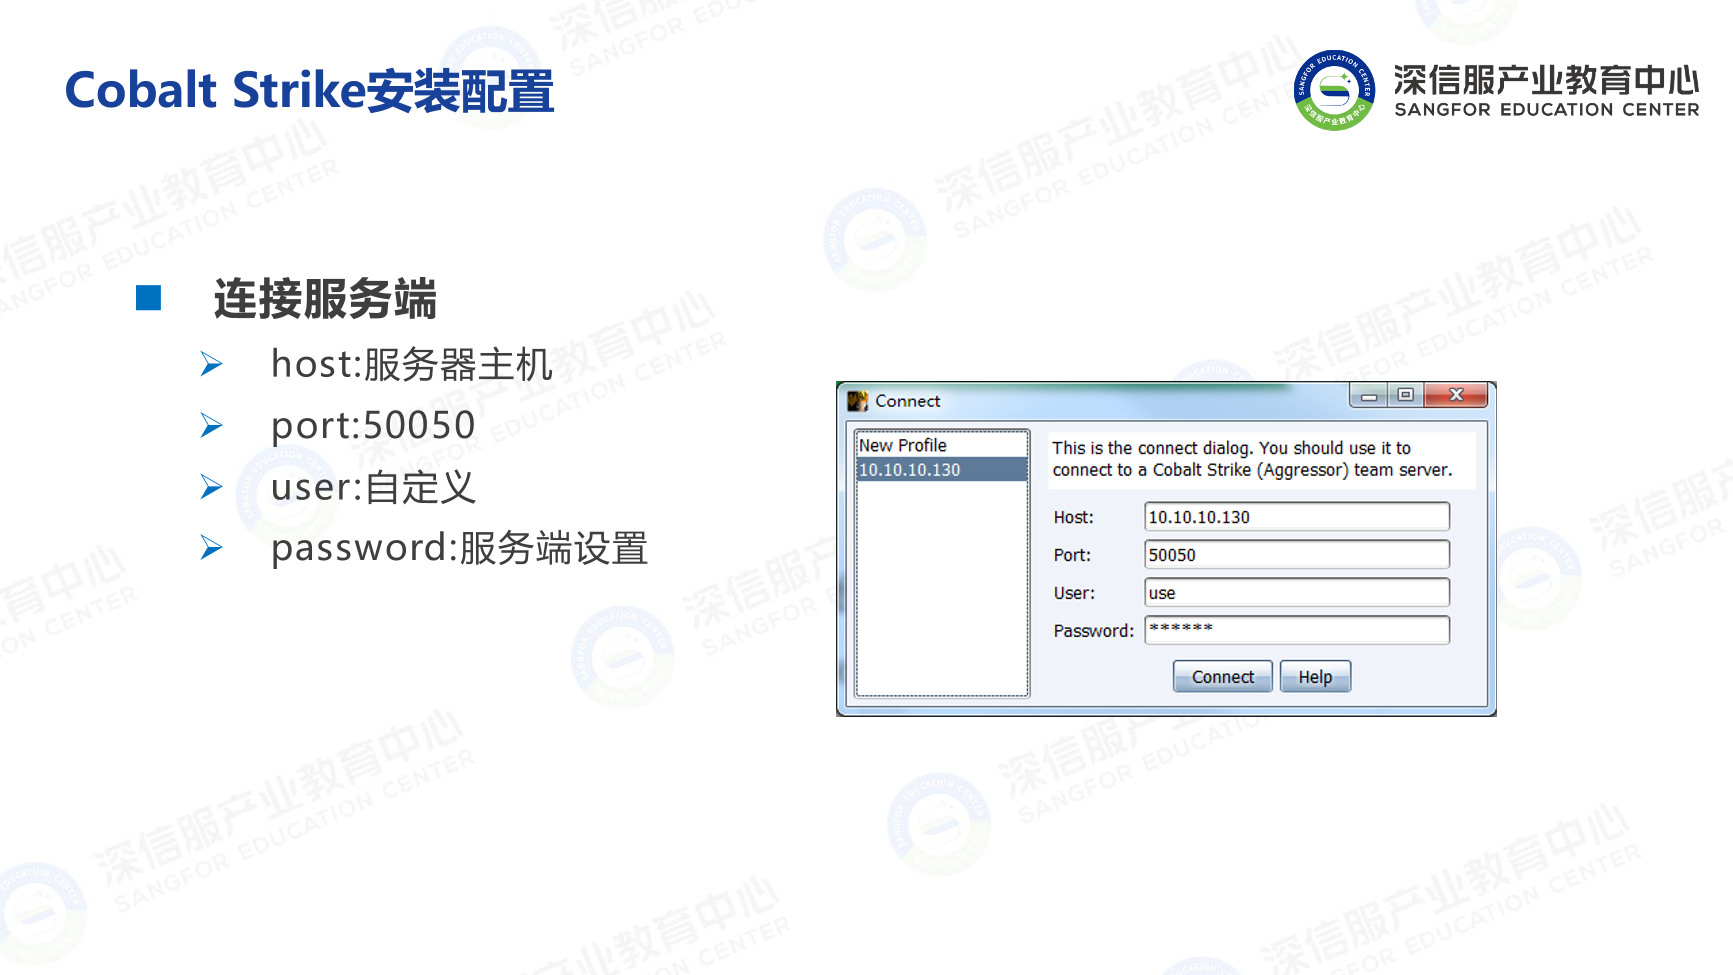 Cobalt Strike安装配置
深信服产业教育中心
SANGFOR EDUCATION CENTER
连接服务端
host:服务器主机
port:50050
user:自定义
password:服务端设置
Connect
New Profile
10.10.10.130
This is the connect dialog. You should use it to
connect to a Cobalt Strike (Aggressor) team server.
Host: 10.10.10.130
Port: 50050
User: use
Password: ******
Connect Help